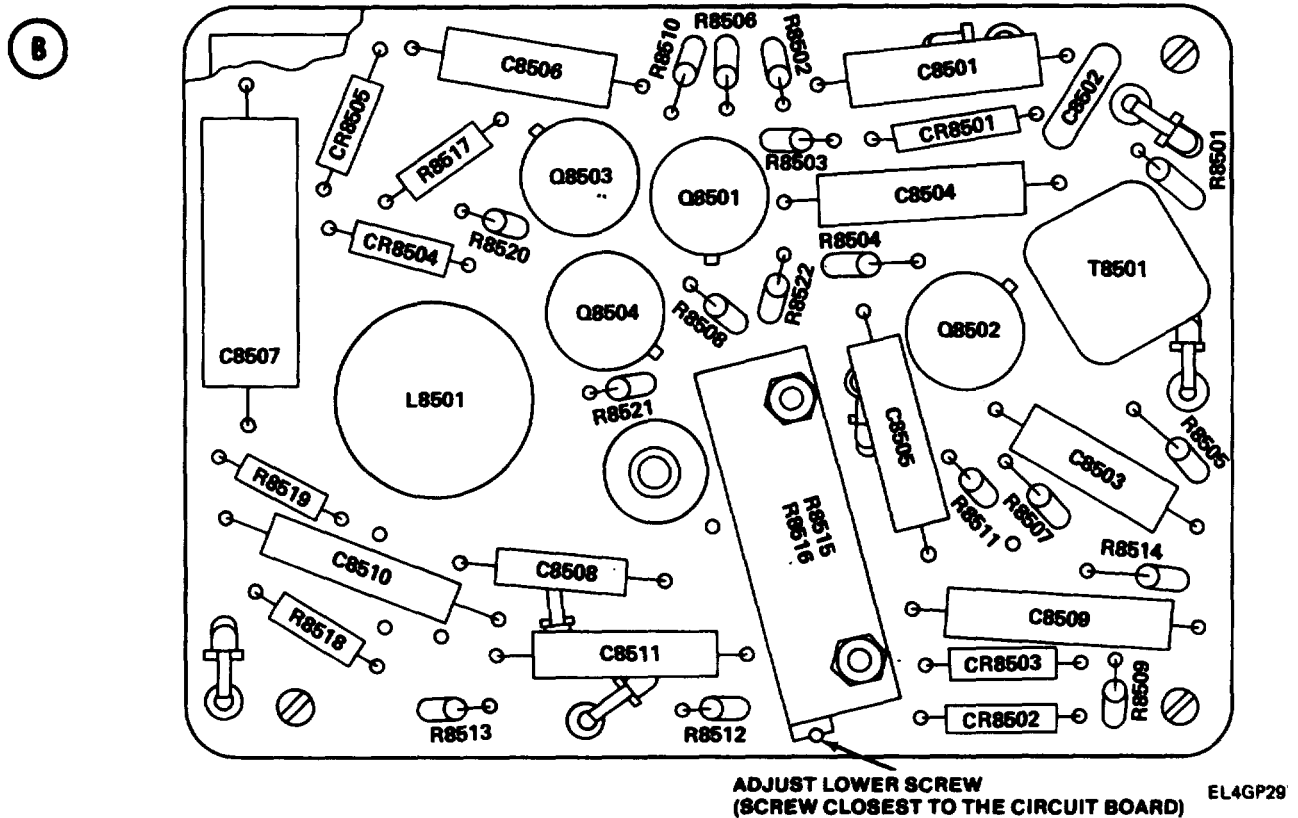 B
R8506
R8510
R8502
C8506
C8501
C8502
CR8505
CR8501
R8517
R8503
R8501
Q8503
Q8501
C8504
R8520
CR8504
R8504
T8501
R8522
R8508
Q8504
Q8502
C8507
L8501
R8521
C8505
R8505
C8503
R8519
R8515
R8516
R8511
R8507
R8514
C8510
C8508
R8518
C8509
C8511
CR8503
R8509
CR8502
R8513
R8512
ADJUST LOWER SCREW
(SCREW CLOSEST TO THE CIRCUIT BOARD)
EL4GP29